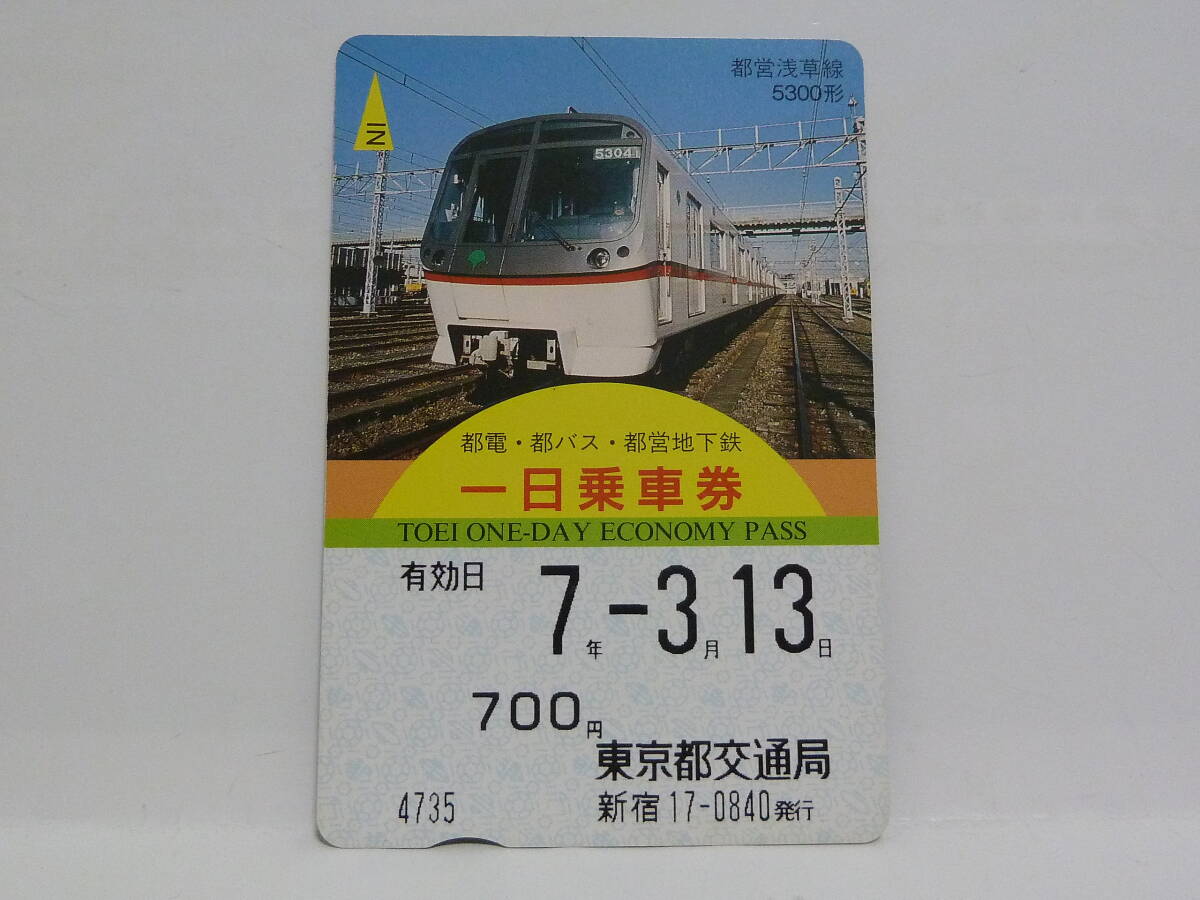 都営浅草線
5300形
IN
5304
都電・都バス・都営地下鉄
一日乗車券
TOEI ONE-DAY ECONOMY PASS
有効日 7年-3月13日
700円
東京都交通局
4735 新宿17-0840発行